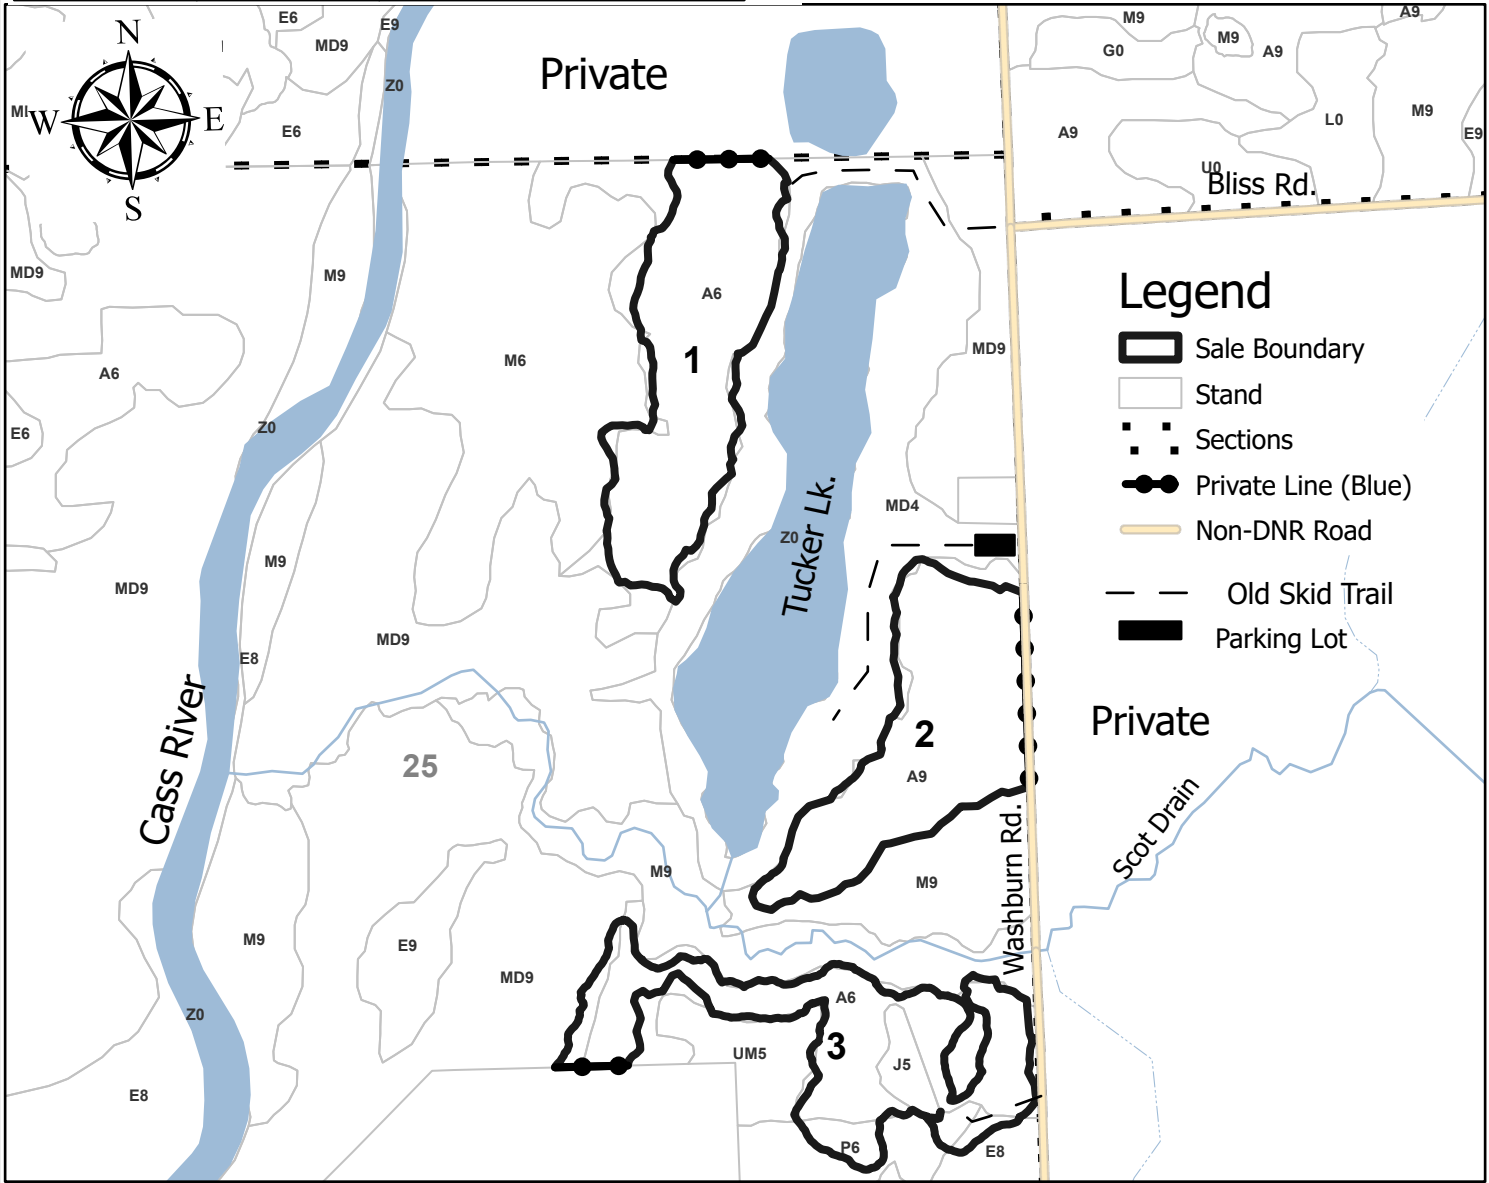 E6
E9
M9
A9
N
MD9
M9
G0
A9
Private
Z0
W
E
M9
L0
E6
A9
E9
U0
Bliss Rd.
S
MD9
M9
Legend
A6
Sale Boundary
MD9
M6
1
A6
Stand
Z0
E6
Sections
Private Line (Blue)
MD4
Tucker Lk.
Z0
Non-DNR Road
M9
MD9
Old Skid Trail
Parking Lot
MD9
E8
Cass River
Private
2
25
A9
Scot Drain
Washburn Rd.
M9
M9
M9
E9
MD9
A6
Z0
3
UM5
J5
E8
P6
E8